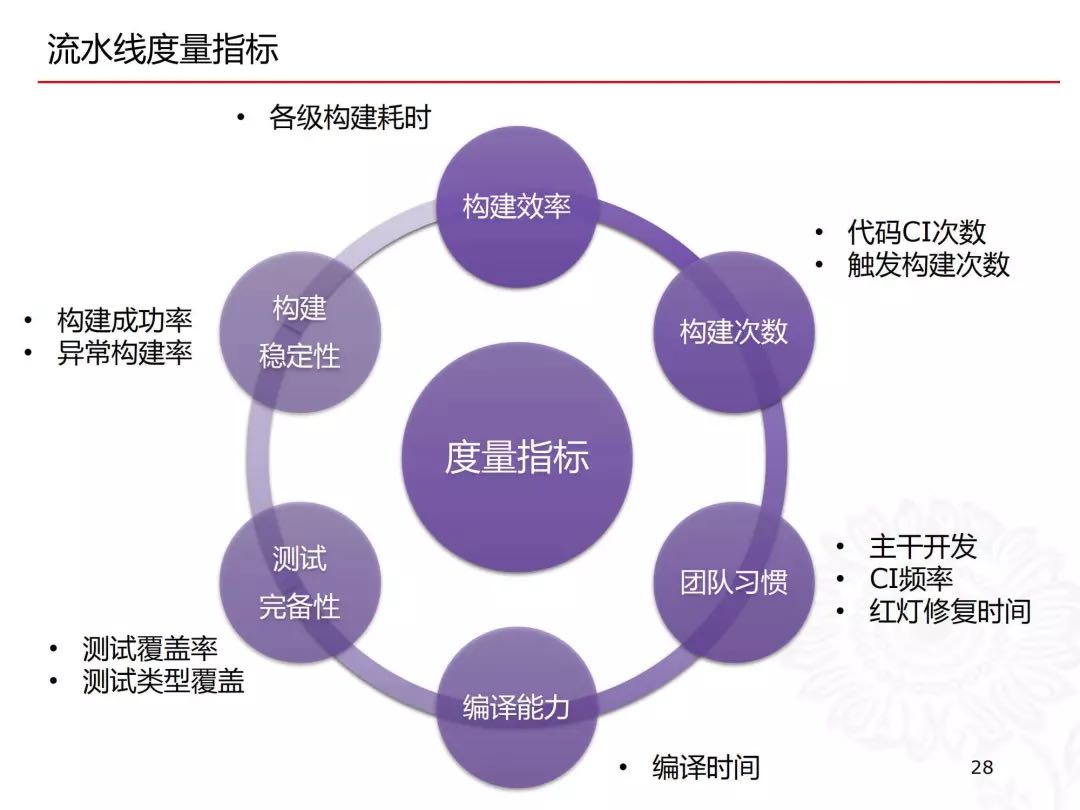 流水线度量指标
• 各级构建耗时
构建效率
• 代码CI次数
• 触发构建次数
构建次数
构建
稳定性
• 构建成功率
• 异常构建率
度量指标
• 主干开发
• CI频率
• 红灯修复时间
团队习惯
测试
完备性
• 测试覆盖率
• 测试类型覆盖
编译能力
• 编译时间
28